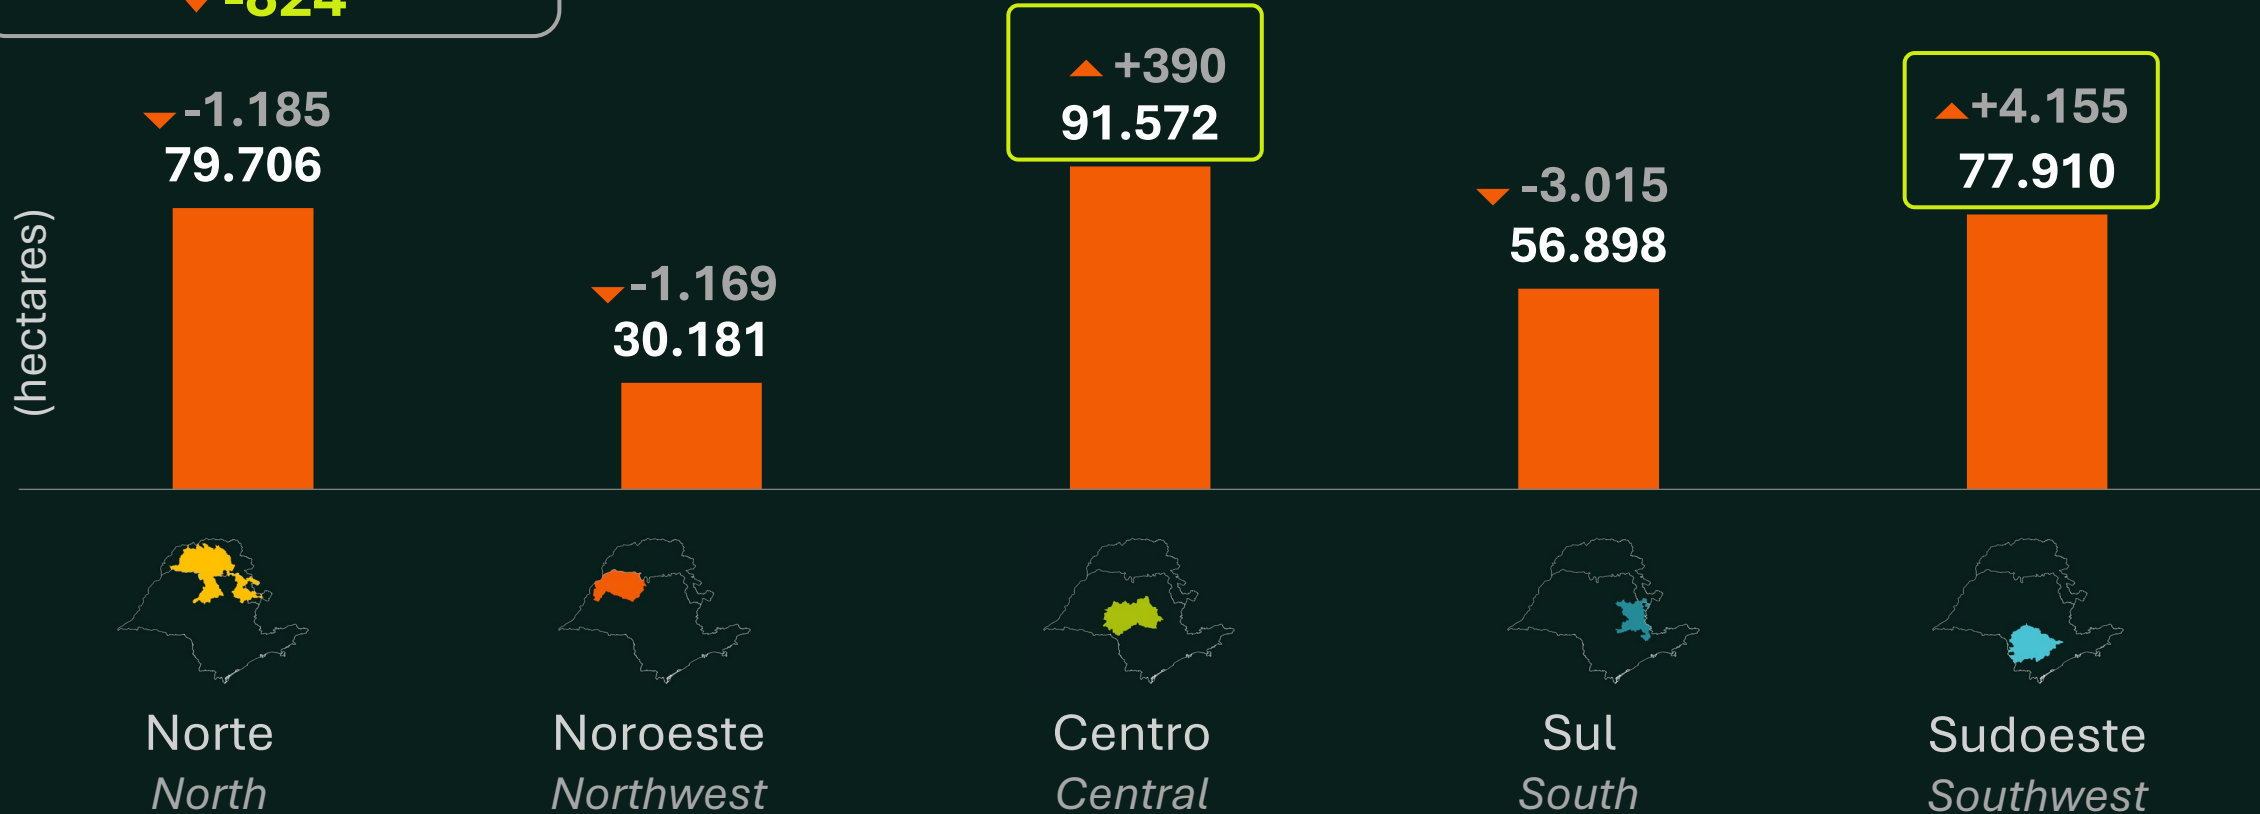 -824
-1.185
79.706
-1.169
30.181
+390
91.572
-3.015
56.898
+4.155
77.910
(hectares)
Norte
North
Noroeste
Northwest
Centro
Central
Sul
South
Sudoeste
Southwest